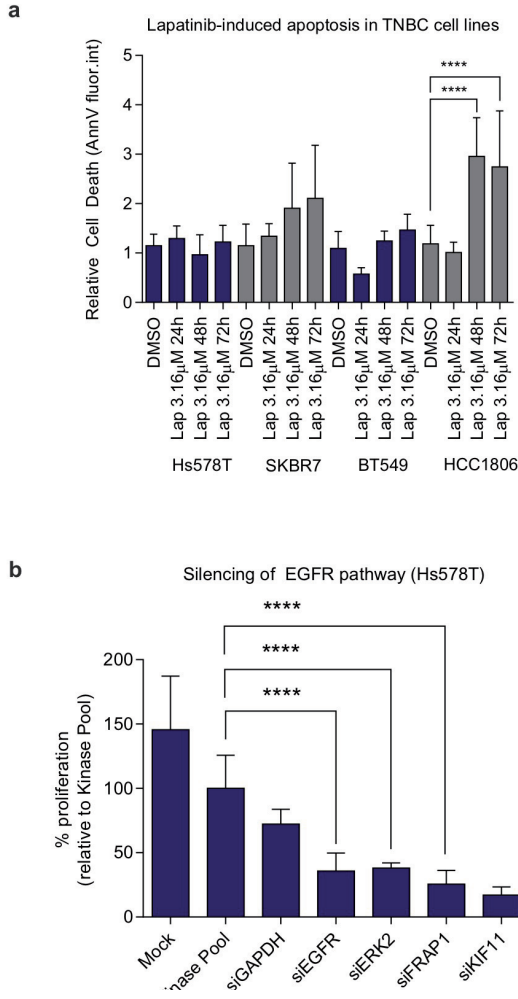 a
Lapatinib-induced apoptosis in TNBC cell lines
Relative Cell Death (AnnV fluor.int)
5
4
3
2
1
0
****
****
DMSO
Lap 3.16µM 24h
Lap 3.16µM 48h
Lap 3.16µM 72h
DMSO
Lap 3.16µM 24h
Lap 3.16µM 48h
Lap 3.16µM 72h
DMSO
Lap 3.16µM 24h
Lap 3.16µM 48h
Lap 3.16µM 72h
DMSO
Lap 3.16µM 24h
Lap 3.16µM 48h
Lap 3.16µM 72h
Hs578T SKBR7 BT549 HCC1806
b
Silencing of EGFR pathway (Hs578T)
****
****
****
% proliferation
(relative to Kinase Pool)
200
150
100
50
0
Mock
inase Pool
siGAPDH
siEGFR
siERK2
siFRAP1
siKIF11